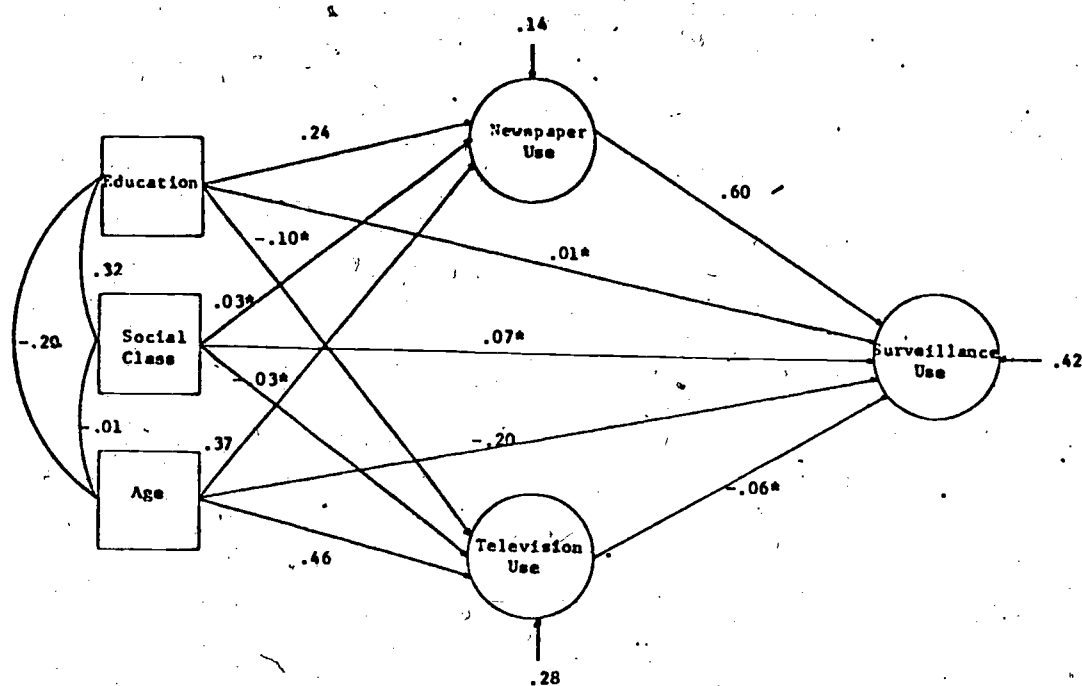 .14
Newspaper
Use
.24
.60
Education
-.10*
.01*
.32
.03*
Social
Class
.07*
Surveillance
Use
.42
-.20
-.03*
-.01
.37
-.20
Age
-.06*
.46
Television
Use
.28